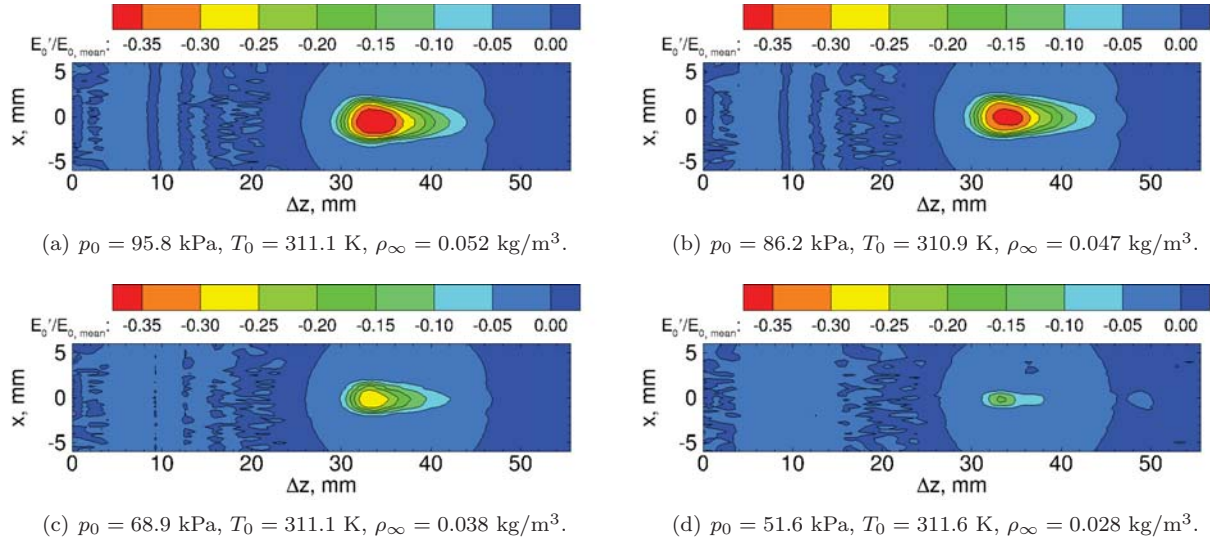 -0.35 -0.30 -0.25 -0.20 -0.15 -0.10 -0.05 0.00
E₀'/E₀, mean:
x, mm
5
0
-5
0 10 20 30 40 50
Δz, mm
(a) p₀ = 95.8 kPa, T₀ = 311.1 K, ρ∞ = 0.052 kg/m³.
-0.35 -0.30 -0.25 -0.20 -0.15 -0.10 -0.05 0.00
E₀'/E₀, mean:
x, mm
5
0
-5
0 10 20 30 40 50
Δz, mm
(b) p₀ = 86.2 kPa, T₀ = 310.9 K, ρ∞ = 0.047 kg/m³.
-0.35 -0.30 -0.25 -0.20 -0.15 -0.10 -0.05 0.00
E₀'/E₀, mean:
x, mm
5
0
-5
0 10 20 30 40 50
Δz, mm
(c) p₀ = 68.9 kPa, T₀ = 311.1 K, ρ∞ = 0.038 kg/m³.
-0.35 -0.30 -0.25 -0.20 -0.15 -0.10 -0.05 0.00
E₀'/E₀, mean:
x, mm
5
0
-5
0 10 20 30 40 50
Δz, mm
(d) p₀ = 51.6 kPa, T₀ = 311.6 K, ρ∞ = 0.028 kg/m³.